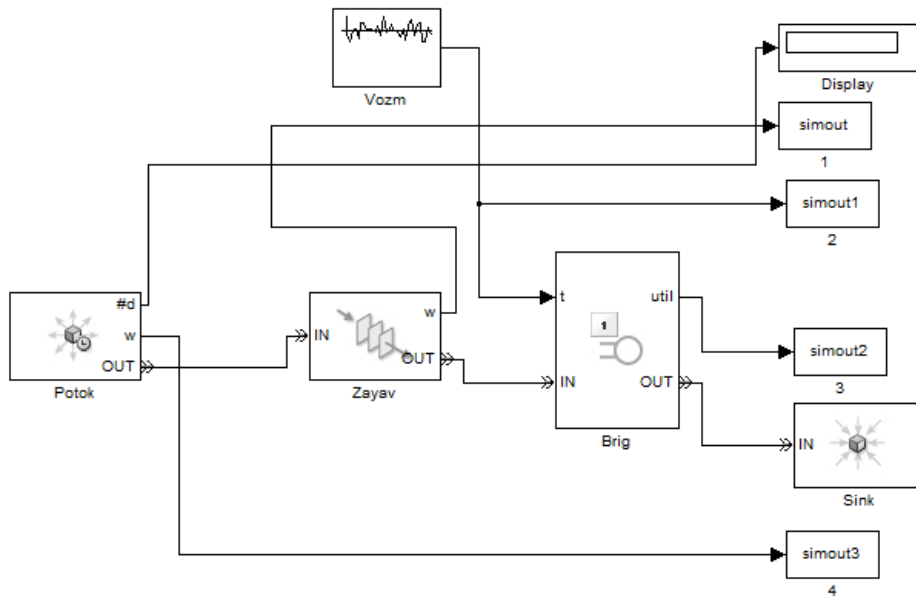 Vozm
Display
simout
1
simout1
2
t
util
1
IN
OUT
Brig
#d
w
OUT
Potok
IN
w
OUT
Zayav
simout2
3
IN
Sink
simout3
4